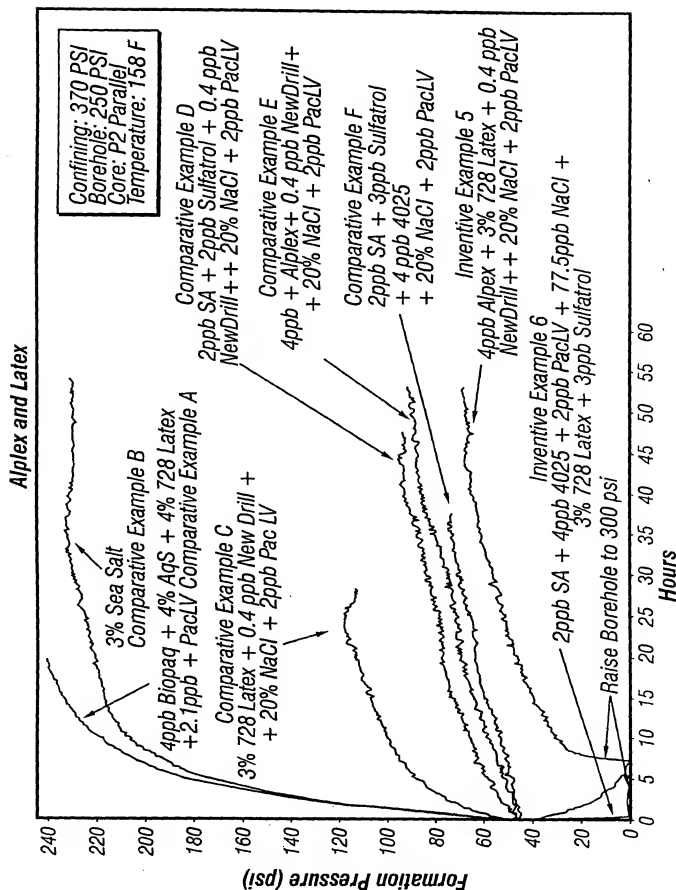 Alplex and Latex
Confining: 370 PSI
Borehole: 250 PSI
Core: P2 Parallel
Temperature: 158 F
3% Sea Salt
Comparative Example B
4ppb Biopaq + 4% AqS + 4% 728 Latex
+2.1ppb + PacLV Comparative Example A
Comparative Example C
3% 728 Latex + 0.4 ppb New Drill +
+ 20% NaCl + 2ppb Pac LV
Comparative Example D
2ppb SA + 2ppb Sulfatrol + 0.4 ppb
NewDrill + + 20% NaCl + 2ppb PacLV
Comparative Example E
4ppb + Alplex + 0.4 ppb NewDrill +
+ 20% NaCl + 2ppb PacLV
Comparative Example F
2ppb SA + 3ppb Sulfatrol
+ 4 ppb 4025
+ 20% NaCl + 2ppb PacLV
Inventive Example 5
4ppb Alpex + 3% 728 Latex + 0.4 ppb
NewDrill + + 20% NaCl + 2ppb PacLV
Inventive Example 6
2ppb SA + 4ppb 4025 + 2ppb PacLV + 77.5ppb NaCl +
3% 728 Latex + 3ppb Sulfatrol
Raise Borehole to 300 psi
Formation Pressure (psi)
240
220
200
180
160
140
120
100
80
60
40
20
0
0 5 10 15 20 25 30 35 40 45 50 55 60
Hours